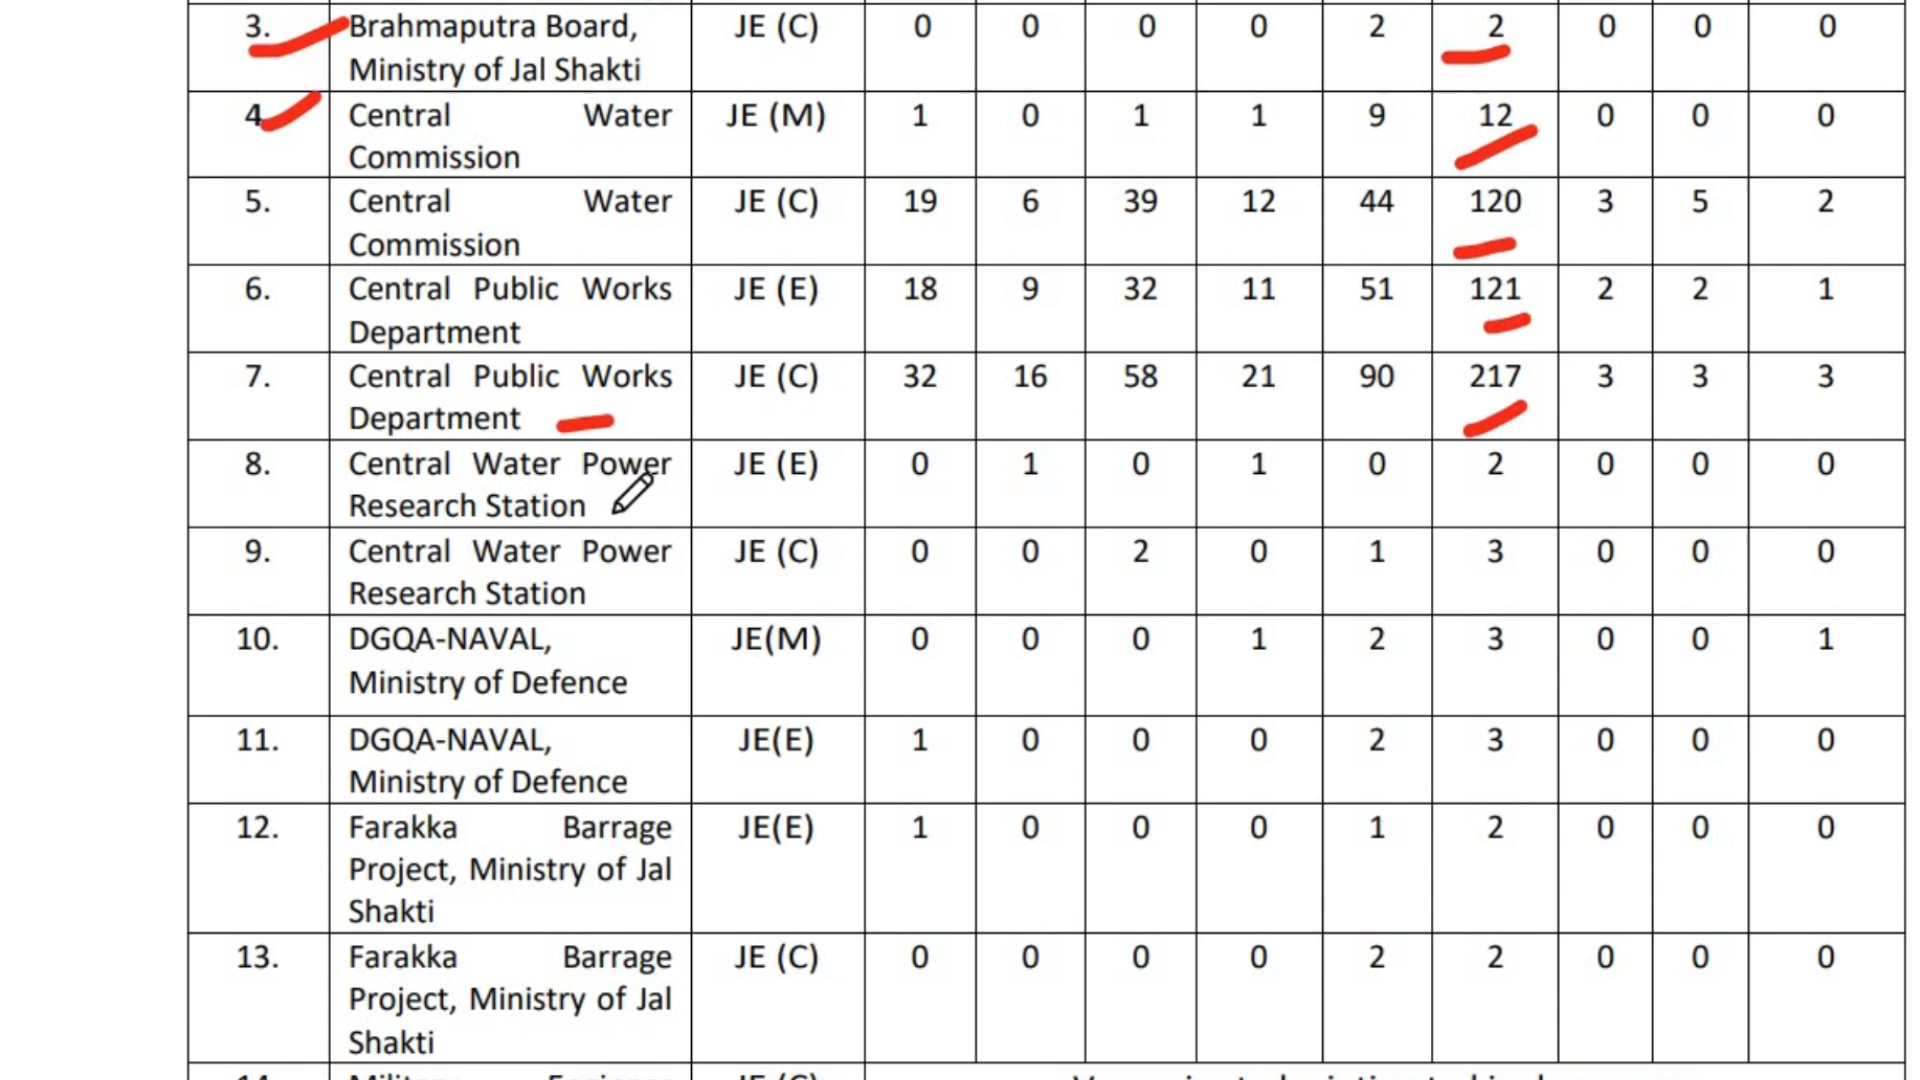 3. Brahmaputra Board, JE (C) 0 0 0 0 2 2 0 0 0
Ministry of Jal Shakti
4 Central Water JE (M) 1 0 1 1 9 12 0 0 0
Commission
5. Central Water JE (C) 19 6 39 12 44 120 3 5 2
Commission
6. Central Public Works JE (E) 18 9 32 11 51 121 2 2 1
Department
7. Central Public Works JE (C) 32 16 58 21 90 217 3 3 3
Department
8. Central Water Power JE (E) 0 1 0 1 0 2 0 0 0
Research Station
9. Central Water Power JE (C) 0 0 2 0 1 3 0 0 0
Research Station
10. DGQA-NAVAL, JE(M) 0 0 0 1 2 3 0 0 1
Ministry of Defence
11. DGQA-NAVAL, JE(E) 1 0 0 0 2 3 0 0 0
Ministry of Defence
12. Farakka Barrage JE(E) 1 0 0 0 1 2 0 0 0
Project, Ministry of Jal
Shakti
13. Farakka Barrage JE (C) 0 0 0 0 2 2 0 0 0
Project, Ministry of Jal
Shakti